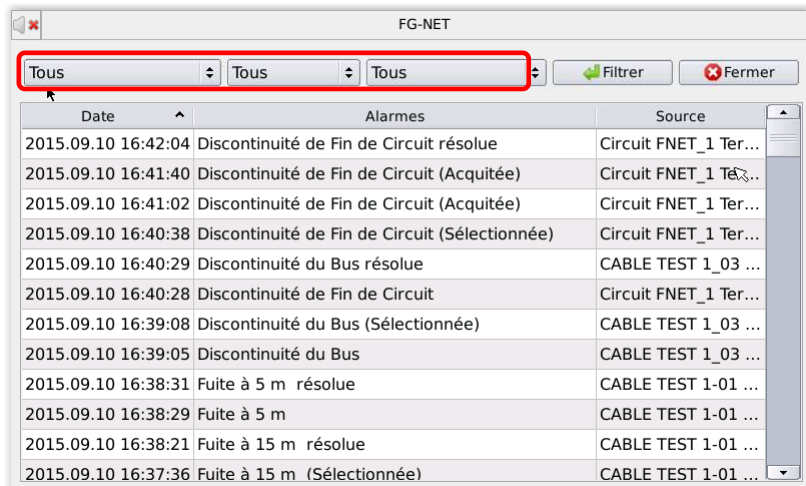 FG-NET
Tous Tous Tous Filtrer Fermer
Date Alarmes Source
2015.09.10 16:42:04 Discontinuité de Fin de Circuit résolue Circuit FNET_1 Ter...
2015.09.10 16:41:40 Discontinuité de Fin de Circuit (Acquitée) Circuit FNET_1 Te...
2015.09.10 16:41:02 Discontinuité de Fin de Circuit (Acquitée) Circuit FNET_1 Ter...
2015.09.10 16:40:38 Discontinuité de Fin de Circuit (Sélectionnée) Circuit FNET_1 Ter...
2015.09.10 16:40:29 Discontinuité du Bus résolue CABLE TEST 1_03 ...
2015.09.10 16:40:28 Discontinuité de Fin de Circuit Circuit FNET_1 Ter...
2015.09.10 16:39:08 Discontinuité du Bus (Sélectionnée) CABLE TEST 1_03 ...
2015.09.10 16:39:05 Discontinuité du Bus CABLE TEST 1_03 ...
2015.09.10 16:38:31 Fuite à 5 m résolue CABLE TEST 1-01 ...
2015.09.10 16:38:29 Fuite à 5 m CABLE TEST 1-01 ...
2015.09.10 16:38:21 Fuite à 15 m résolue CABLE TEST 1-01 ...
2015.09.10 16:37:36 Fuite à 15 m (Sélectionnée) CABLE TEST 1-01 ...